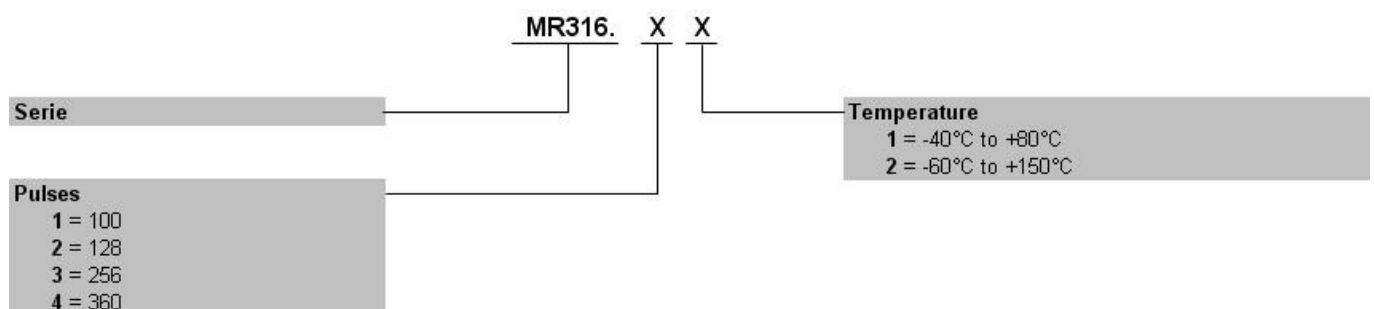 MR316. X X
Serie
Temperature
1 = -40°C to +80°C
2 = -60°C to +150°C
Pulses
1 = 100
2 = 128
3 = 256
4 = 360